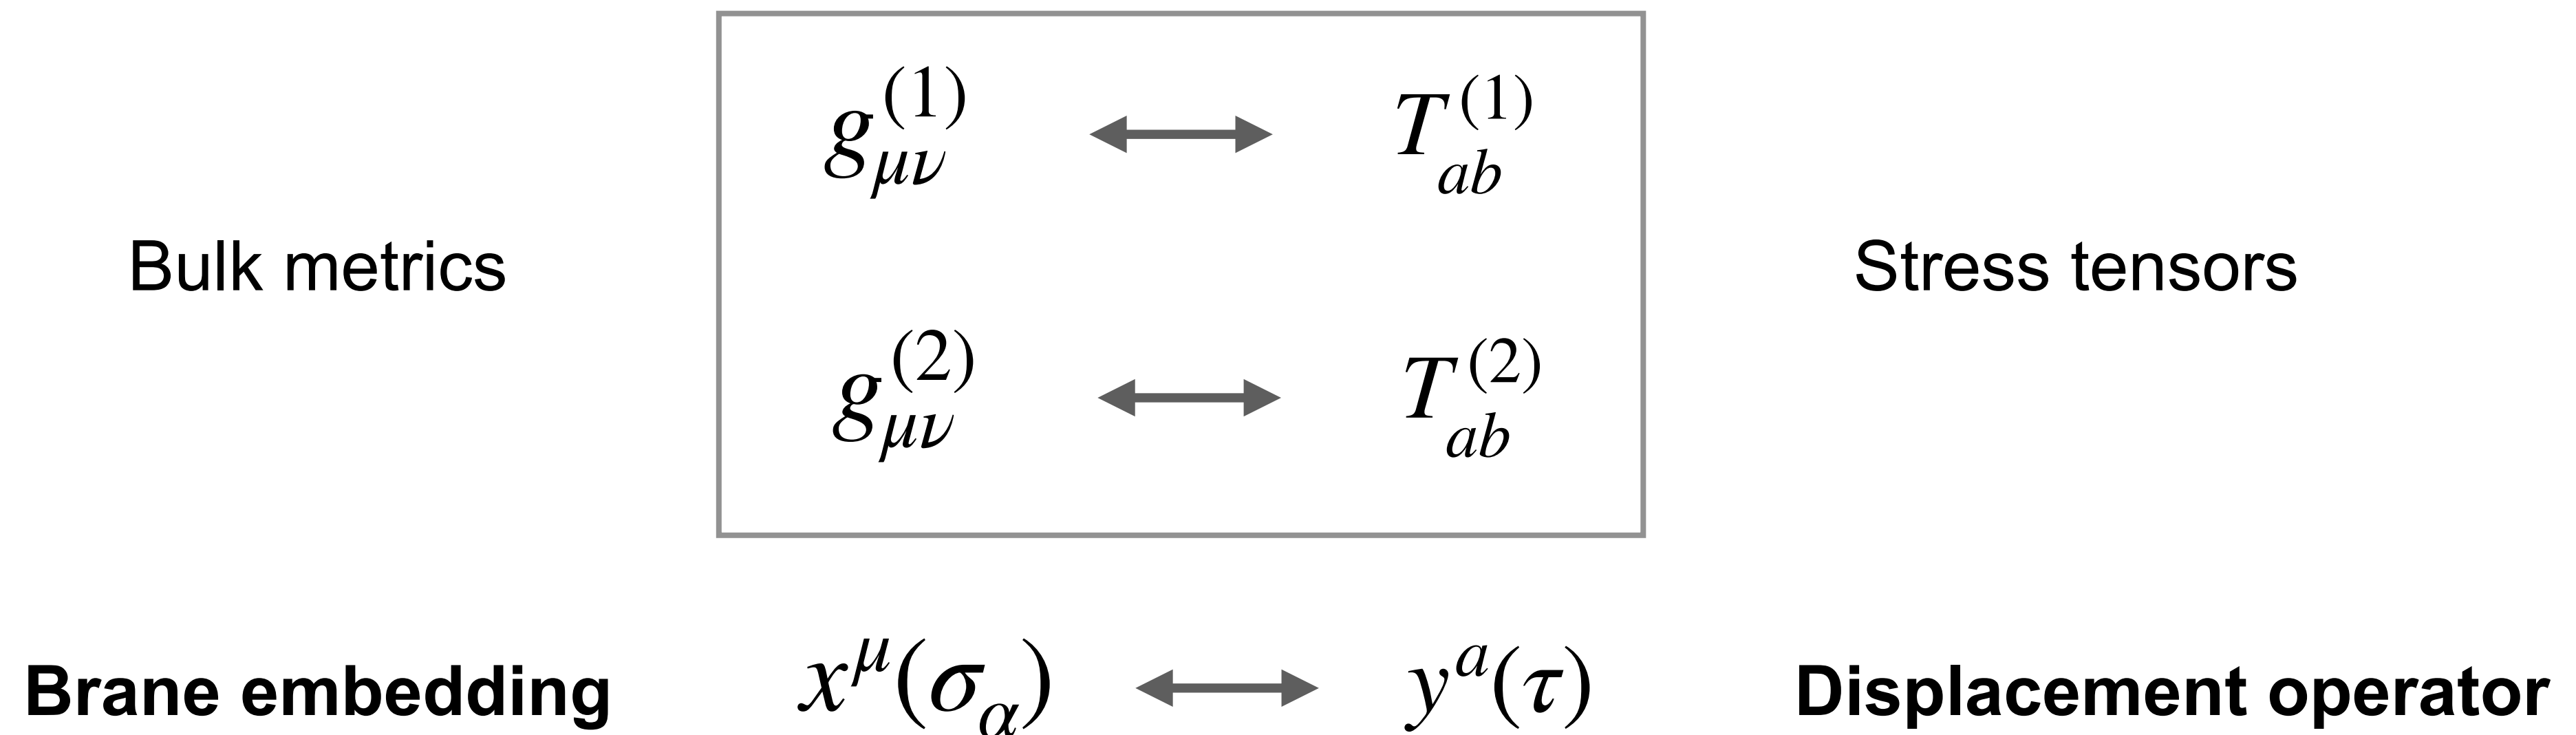 g_{μν}^{(1)} ⟷ T_{ab}^{(1)}
Bulk metrics
Stress tensors
g_{μν}^{(2)} ⟷ T_{ab}^{(2)}
Brane embedding x^μ(σ_α) ⟷ y^a(τ) Displacement operator